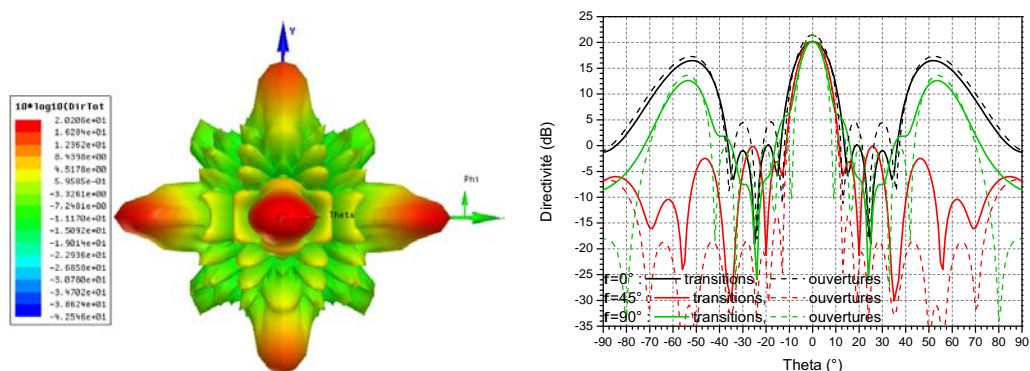 Y
10*log10(DirTot
2.0206e+01
1.6284e+01
1.2362e+01
8.4398e+00
4.5178e+00
5.9585e-01
-3.3261e+00
-7.2481e+00
-1.1170e+01
-1.5092e+01
-1.9014e+01
-2.2936e+01
-2.6858e+01
-3.0780e+01
-3.4702e+01
-3.8624e+01
-4.2546e+01
Phi
Theta
25
20
15
10
5
0
-5
-10
-15
-20
-25
-30
-35
Directivité (dB)
f=0° : transitions ouvertures
f=45° : transitions ouvertures
f=90° : transitions ouvertures
-90 -80 -70 -60 -50 -40 -30 -20 -10 0 10 20 30 40 50 60 70 80 90
Theta (°)